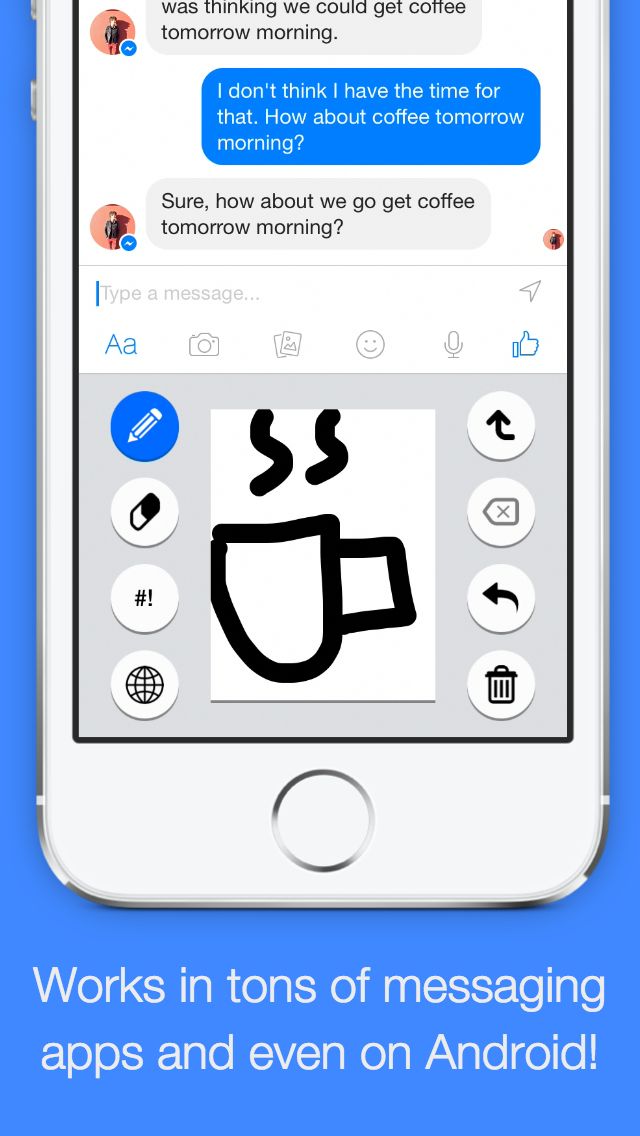 was thinking we could get coffee
tomorrow morning.
I don't think I have the time for
that. How about coffee tomorrow
morning?
Sure, how about we go get coffee
tomorrow morning?
Type a message...
Aa
#!
Works in tons of messaging
apps and even on Android!